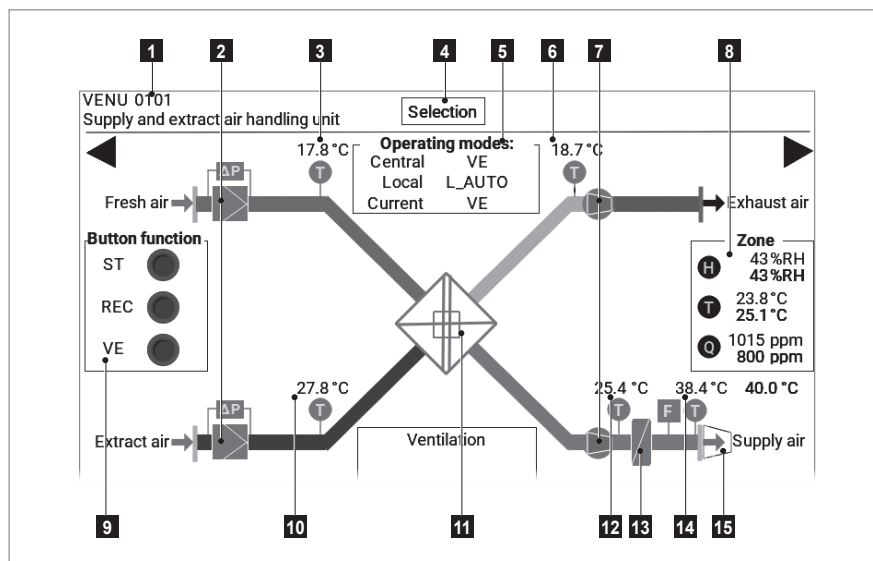 1 2 3 4 5 6 7 8
VENU 0101
Supply and extract air handling unit
Selection
17.8 °C
Operating modes:
Central VE
Local L_AUTO
Current VE
18.7 °C
ΔP T T
Fresh air
Exhaust air
Button function
ST
REC
VE
Zone
H 43 %RH
43 %RH
T 23.8 °C
25.1 °C
Q 1015 ppm
800 ppm
27.8 °C
25.4 °C 38.4 °C 40.0 °C
ΔP T T F T
Extract air
Ventilation
Supply air
9 10 11 12 13 14 15